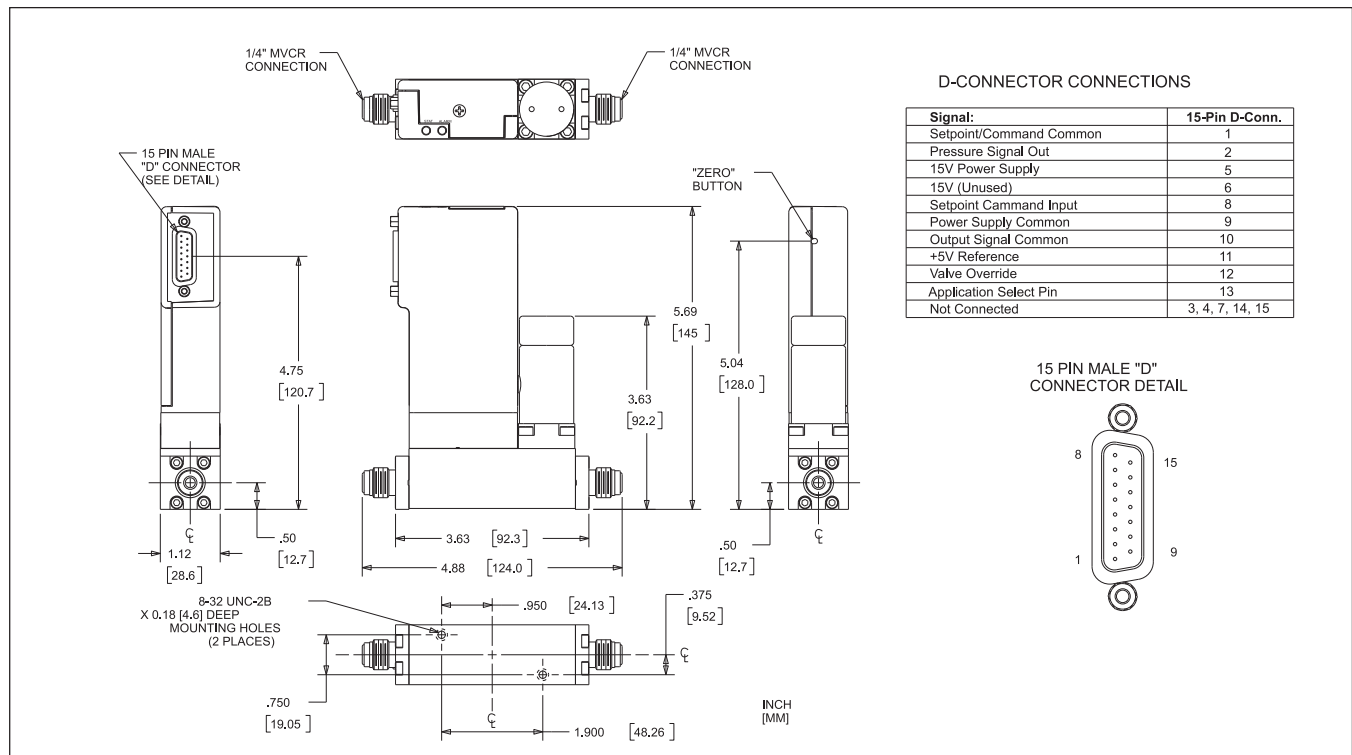 1/4" MVCR
CONNECTION
1/4" MVCR
CONNECTION
D-CONNECTOR CONNECTIONS
Signal: 15-Pin D-Conn.
Setpoint/Command Common 1
Pressure Signal Out 2
15V Power Supply 5
15V (Unused) 6
Setpoint Cammand Input 8
Power Supply Common 9
Output Signal Common 10
+5V Reference 11
Valve Override 12
Application Select Pin 13
Not Connected 3, 4, 7, 14, 15
15 PIN MALE
"D" CONNECTOR
(SEE DETAIL)
"ZERO"
BUTTON
4.75
[120.7]
.50
[12.7]
1.12
[28.6]
5.69
[145]
3.63
[92.2]
3.63 [92.3]
4.88 [124.0]
5.04
[128.0]
.50
[12.7]
15 PIN MALE "D"
CONNECTOR DETAIL
8 15
1 9
8-32 UNC-2B
X 0.18 [4.6] DEEP
MOUNTING HOLES
(2 PLACES)
.950 [24.13]
.375
[9.52]
.750
[19.05]
1.900 [48.26]
INCH
[MM]